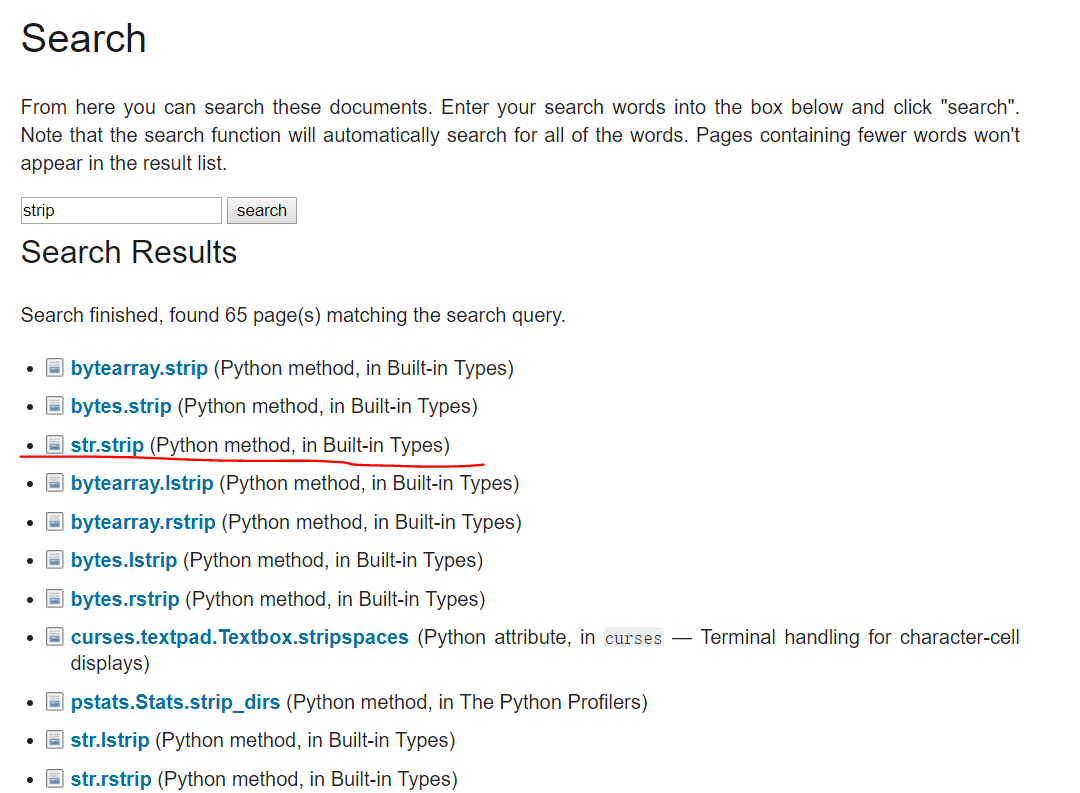 Search
From here you can search these documents. Enter your search words into the box below and click "search".
Note that the search function will automatically search for all of the words. Pages containing fewer words won't
appear in the result list.
strip search
Search Results
Search finished, found 65 page(s) matching the search query.
• bytearray.strip (Python method, in Built-in Types)
• bytes.strip (Python method, in Built-in Types)
• str.strip (Python method, in Built-in Types)
• bytearray.lstrip (Python method, in Built-in Types)
• bytearray.rstrip (Python method, in Built-in Types)
• bytes.lstrip (Python method, in Built-in Types)
• bytes.rstrip (Python method, in Built-in Types)
• curses.textpad.Textbox.stripspaces (Python attribute, in curses — Terminal handling for character-cell
displays)
• pstats.Stats.strip_dirs (Python method, in The Python Profilers)
• str.lstrip (Python method, in Built-in Types)
• str.rstrip (Python method, in Built-in Types)